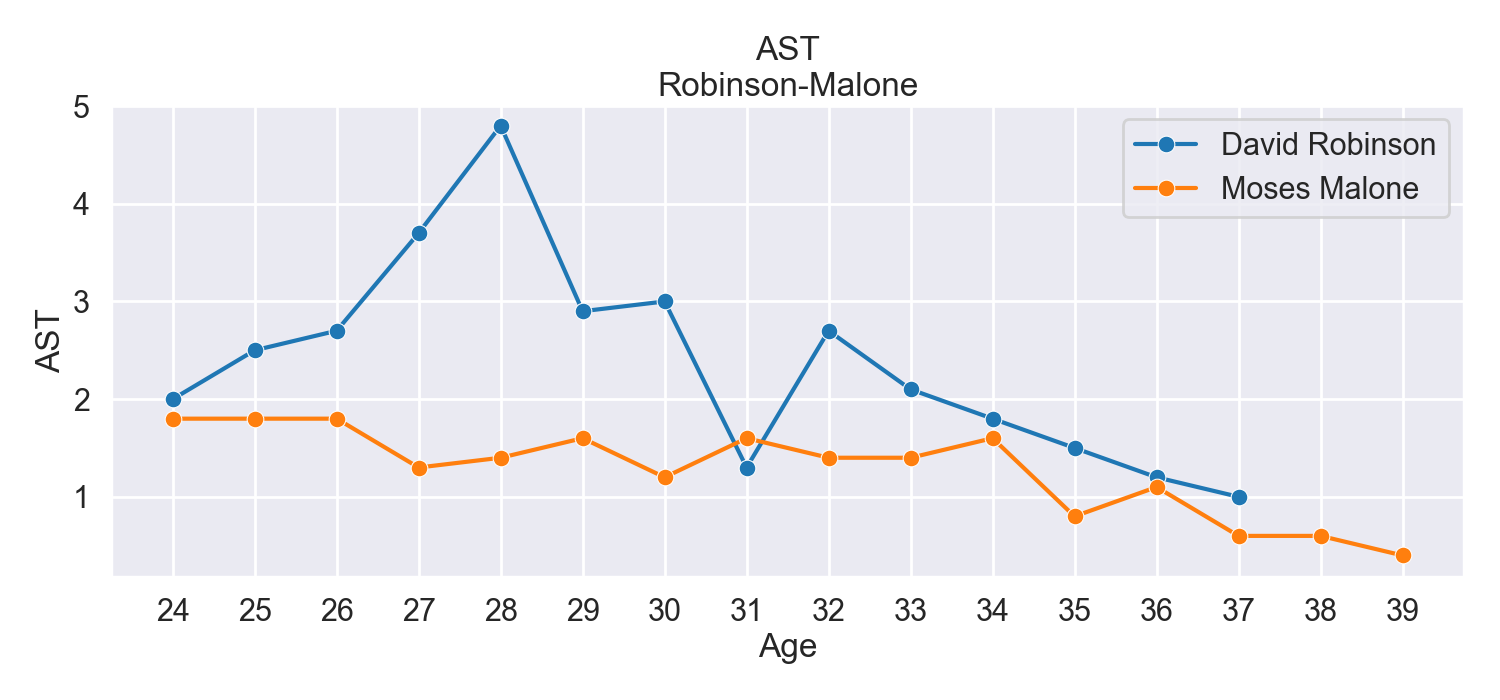 AST
Robinson-Malone
5
4
3
2
1
AST
David Robinson
Moses Malone
24 25 26 27 28 29 30 31 32 33 34 35 36 37 38 39
Age